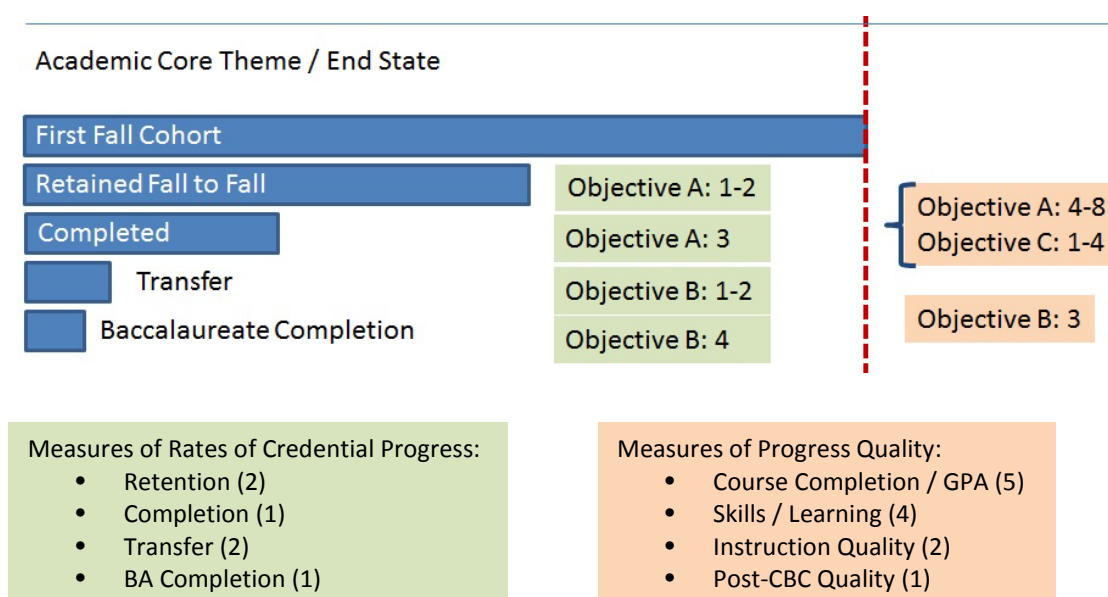 Academic Core Theme / End State
First Fall Cohort
Retained Fall to Fall
Completed
Transfer
Baccalaureate Completion
Objective A: 1-2
Objective A: 3
Objective B: 1-2
Objective B: 4
Objective A: 4-8
Objective C: 1-4
Objective B: 3
Measures of Rates of Credential Progress:
• Retention (2)
• Completion (1)
• Transfer (2)
• BA Completion (1)
Measures of Progress Quality:
• Course Completion / GPA (5)
• Skills / Learning (4)
• Instruction Quality (2)
• Post-CBC Quality (1)